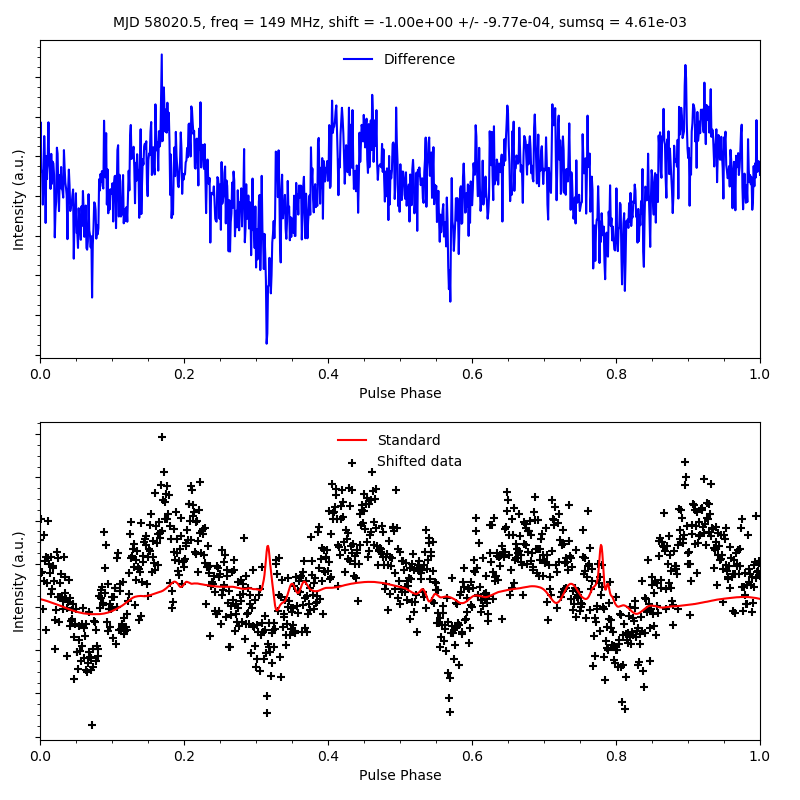 MJD 58020.5, freq = 149 MHz, shift = -1.00e+00 +/- -9.77e-04, sumsq = 4.61e-03
Difference
Intensity (a.u.)
0.0 0.2 0.4 0.6 0.8 1.0
Pulse Phase
Standard
Shifted data
Intensity (a.u.)
0.0 0.2 0.4 0.6 0.8 1.0
Pulse Phase